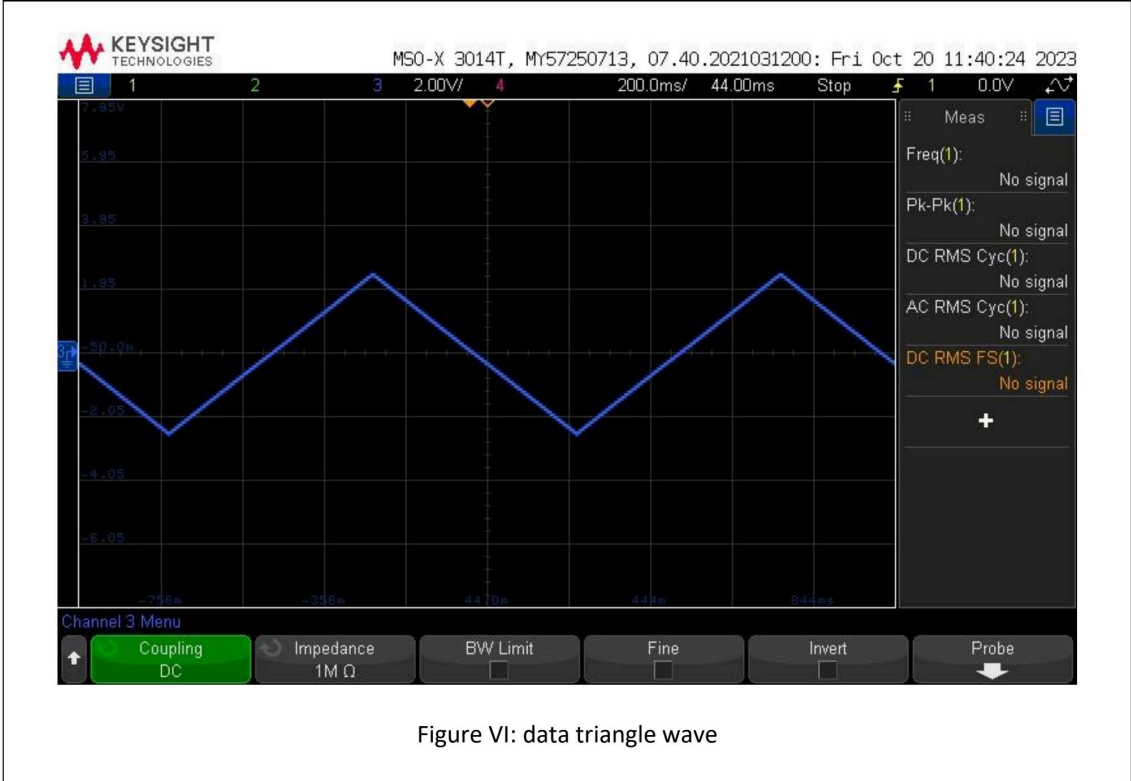 KEYSIGHT
TECHNOLOGIES
MSO-X 3014T, MY57250713, 07.40.2021031200: Fri Oct 20 11:40:24 2023
1 2 3 2.00V/ 4 200.0ms/ 44.00ms Stop 1 0.0V
7.95V
Meas
5.95
Freq(1):
No signal
Pk-Pk(1):
No signal
3.95
DC RMS Cyc(1):
No signal
1.95
AC RMS Cyc(1):
No signal
3
-50.0m
DC RMS FS(1):
No signal
-2.05
+
-4.05
-6.05
-756m -356m 444m 844ms
Channel 3 Menu
Coupling Impedance BW Limit Fine Invert Probe
DC 1M Ω
Figure VI: data triangle wave